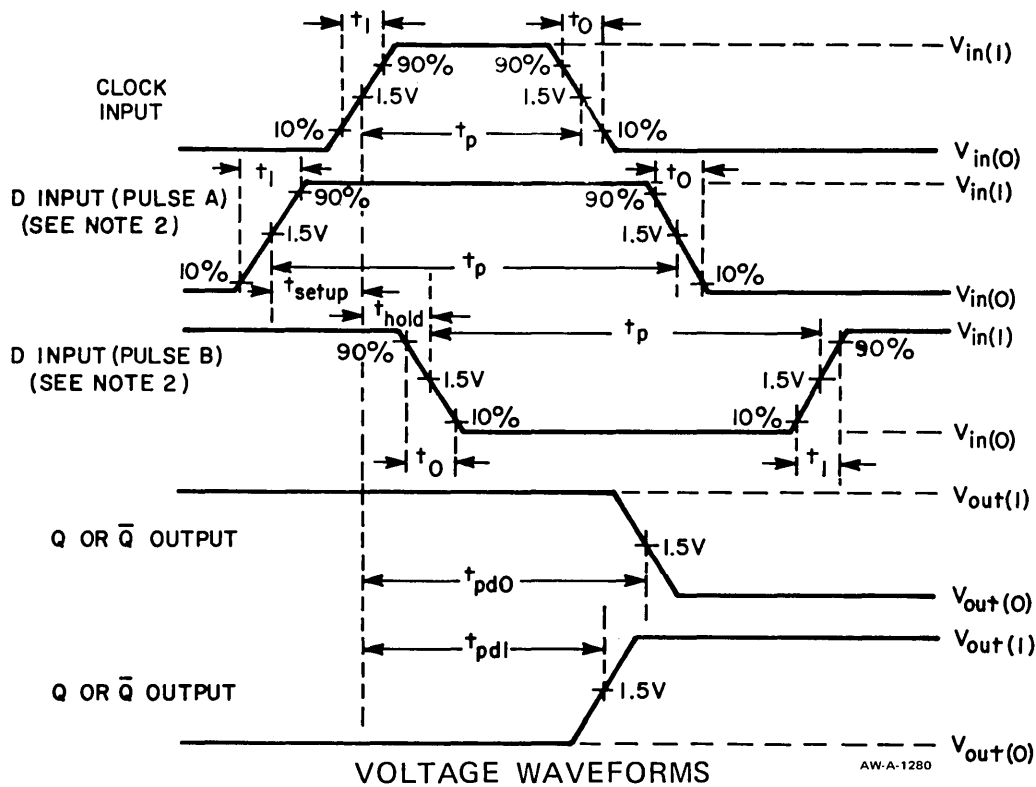 t1 t0
90% 90% Vin(1)
CLOCK
INPUT
1.5V 1.5V
10% tp 10%
Vin(0)
t1 t0
D INPUT (PULSE A) 90% 90% Vin(1)
(SEE NOTE 2)
1.5V 1.5V
10% tp 10%
tsetup Vin(0)
thold
tp Vin(1)
D INPUT (PULSE B) 90% 90%
(SEE NOTE 2)
1.5V 1.5V
10% 10%
Vin(0)
t0 t1
Vout(1)
Q OR Q̅ OUTPUT
1.5V
tpd0
Vout(0)
Vout(1)
tpd1
1.5V
Q OR Q̅ OUTPUT
Vout(0)
VOLTAGE WAVEFORMS
AW-A-1280